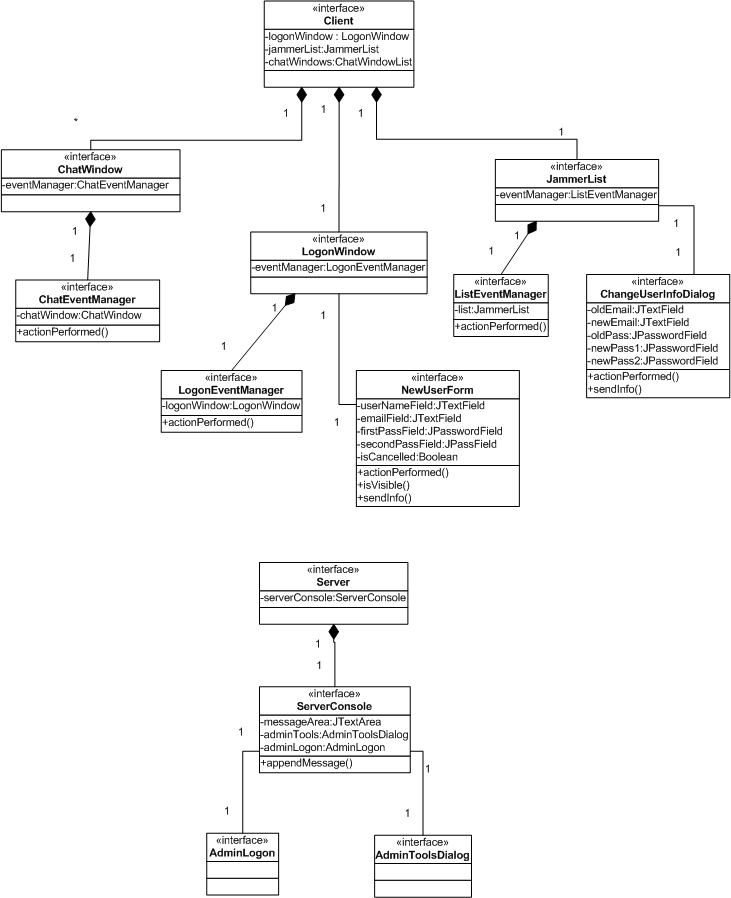 «interface»
Client
-logonWindow : LogonWindow
-jammerList:JammerList
-chatWindows:ChatWindowList
1
1
1
*
1
«interface»
ChatWindow
-eventManager:ChatEventManager
«interface»
JammerList
-eventManager:ListEventManager
1
«interface»
LogonWindow
-eventManager:LogonEventManager
1
1
1
1
1
1
«interface»
ChatEventManager
-chatWindow:ChatWindow
+actionPerformed()
«interface»
ListEventManager
-list:JammerList
+actionPerformed()
«interface»
ChangeUserInfoDialog
-oldEmail:JTextField
-newEmail:JTextField
-oldPass:JPasswordField
-newPass1:JPasswordField
-newPass2:JPasswordField
+actionPerformed()
+sendInfo()
1
1
1
1
«interface»
LogonEventManager
-logonWindow:LogonWindow
+actionPerformed()
«interface»
NewUserForm
-userNameField:JTextField
-emailField:JTextField
-firstPassField:JPasswordField
-secondPassField:JPassField
-isCancelled:Boolean
+actionPerformed()
+isVisible()
+sendInfo()
«interface»
Server
-serverConsole:ServerConsole
1
1
«interface»
ServerConsole
-messageArea:JTextArea
-adminTools:AdminToolsDialog
-adminLogon:AdminLogon
+appendMessage()
1
1
1
1
«interface»
AdminLogon
«interface»
AdminToolsDialog